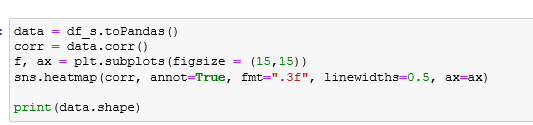 data = df_s.toPandas()
corr = data.corr()
f, ax = plt.subplots(figsize = (15,15))
sns.heatmap(corr, annot=True, fmt=".3f", linewidths=0.5, ax=ax)
print(data.shape)